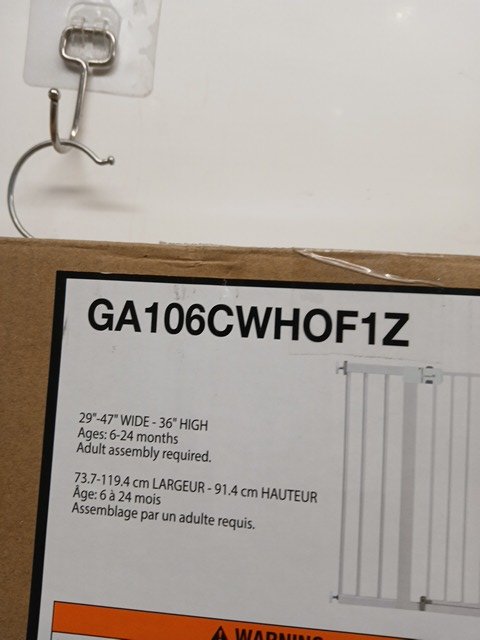 GA106CWHOF1Z
29"-47" WIDE - 36" HIGH
Ages: 6-24 months
Adult assembly required.
73.7-119.4 cm LARGEUR - 91.4 cm HAUTEUR
Âge: 6 à 24 mois
Assemblage par un adulte requis.
WARNING